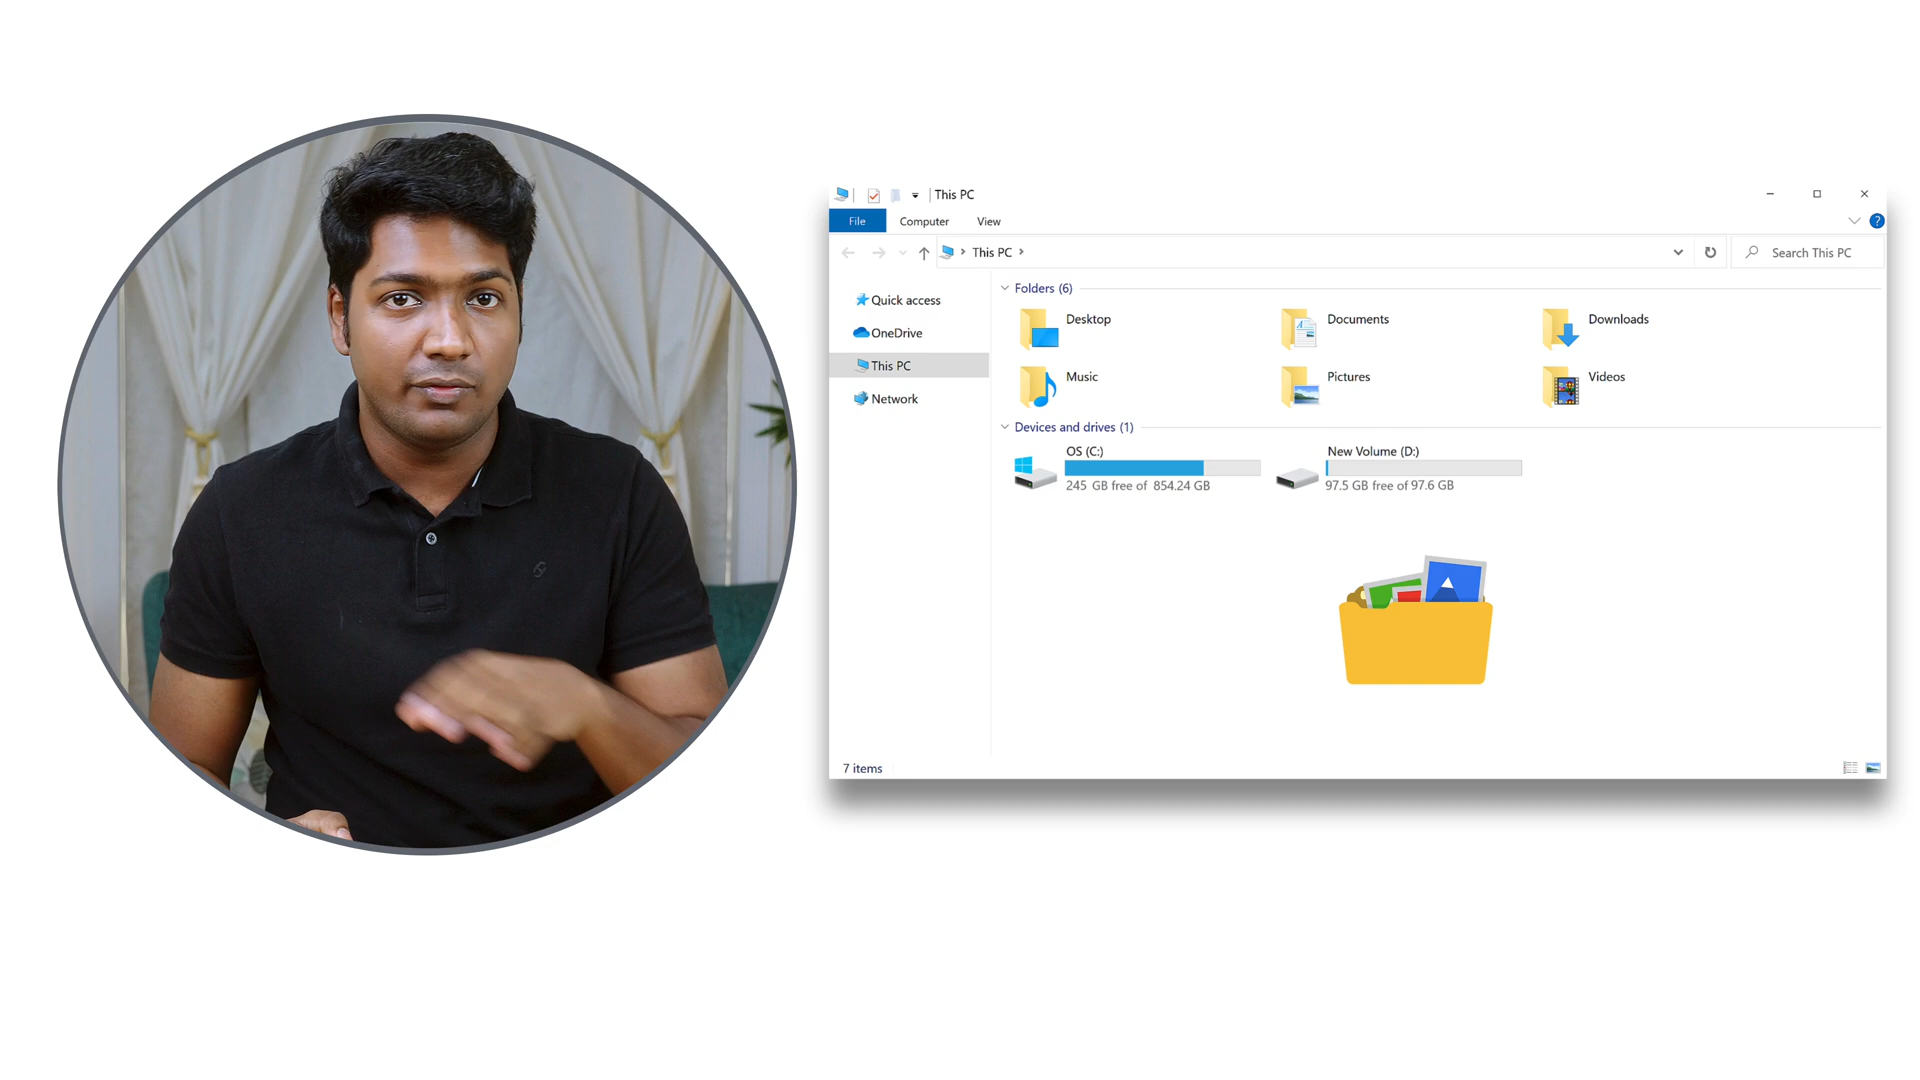 This PC
File Computer View
This PC
Search This PC
Quick access
OneDrive
This PC
Network
Folders (6)
Desktop
Documents
Downloads
Music
Pictures
Videos
Devices and drives (1)
OS (C:)
245 GB free of 854.24 GB
New Volume (D:)
97.5 GB free of 97.6 GB
7 items